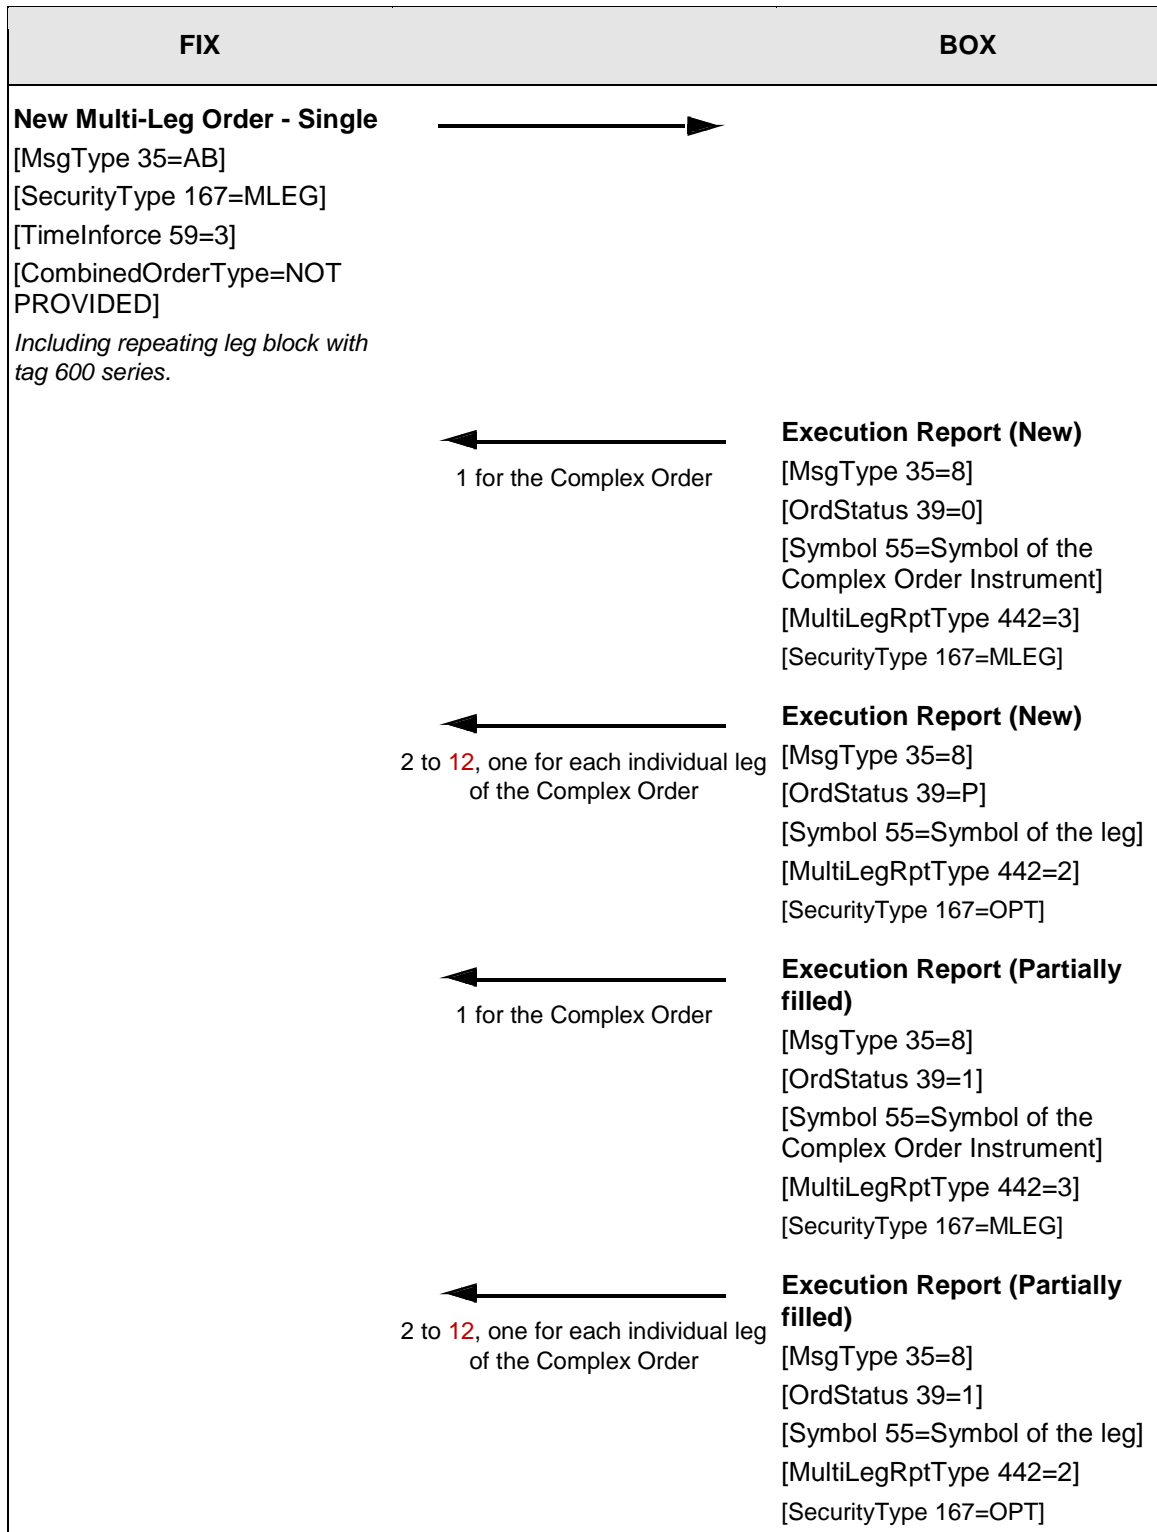 FIX
BOX
New Multi-Leg Order - Single
[MsgType 35=AB]
[SecurityType 167=MLEG]
[TimeInforce 59=3]
[CombinedOrderType=NOT
PROVIDED]
Including repeating leg block with
tag 600 series.
1 for the Complex Order
Execution Report (New)
[MsgType 35=8]
[OrdStatus 39=0]
[Symbol 55=Symbol of the
Complex Order Instrument]
[MultiLegRptType 442=3]
[SecurityType 167=MLEG]
2 to 12, one for each individual leg
of the Complex Order
Execution Report (New)
[MsgType 35=8]
[OrdStatus 39=P]
[Symbol 55=Symbol of the leg]
[MultiLegRptType 442=2]
[SecurityType 167=OPT]
1 for the Complex Order
Execution Report (Partially
filled)
[MsgType 35=8]
[OrdStatus 39=1]
[Symbol 55=Symbol of the
Complex Order Instrument]
[MultiLegRptType 442=3]
[SecurityType 167=MLEG]
2 to 12, one for each individual leg
of the Complex Order
Execution Report (Partially
filled)
[MsgType 35=8]
[OrdStatus 39=1]
[Symbol 55=Symbol of the leg]
[MultiLegRptType 442=2]
[SecurityType 167=OPT]